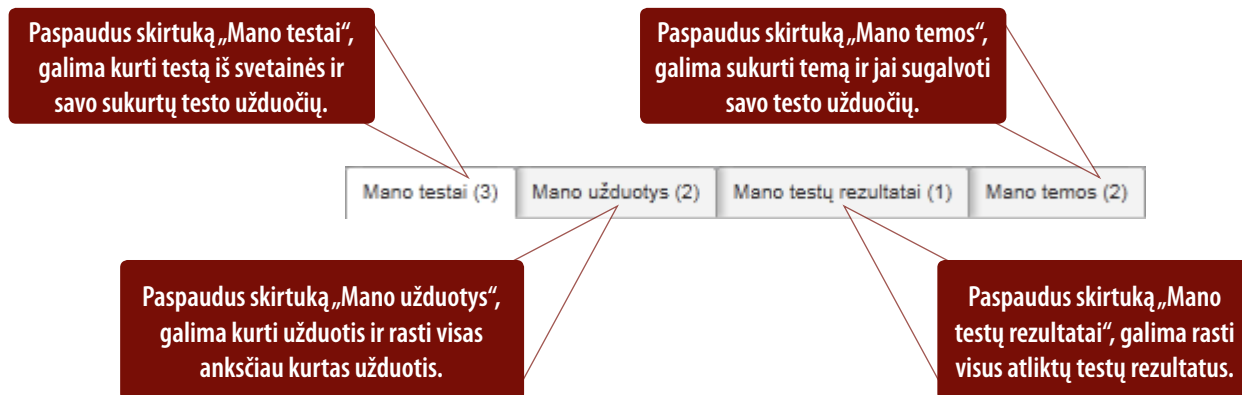 Paspaudus skirtuką „Mano testai“,
galima kurti testą iš svetainės ir
savo sukurtų testo užduočių.
Paspaudus skirtuką „Mano temos“,
galima sukurti temą ir jai sugalvoti
savo testo užduočių.
Mano testai (3) Mano užduotys (2) Mano testų rezultatai (1) Mano temos (2)
Paspaudus skirtuką „Mano užduotys“,
galima kurti užduotis ir rasti visas
anksčiau kurtas užduotis.
Paspaudus skirtuką „Mano
testų rezultatai“, galima rasti
visus atliktų testų rezultatus.